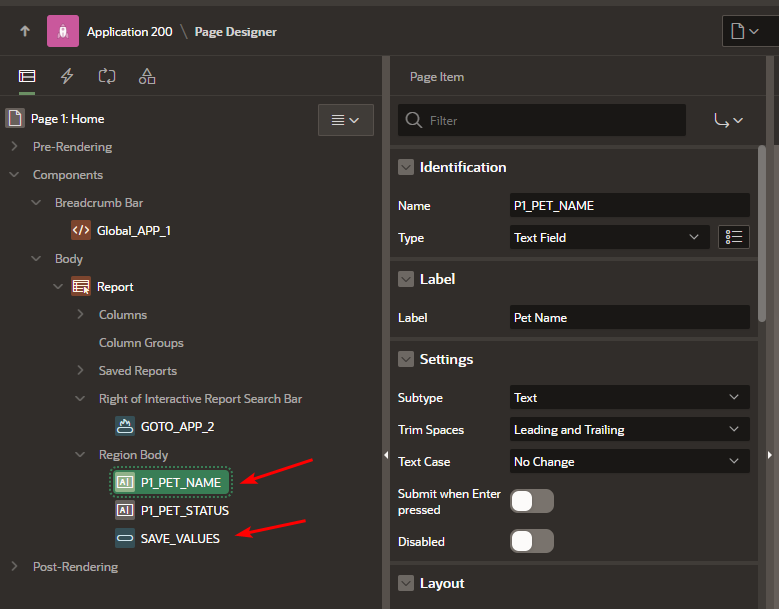 Application 200 \ Page Designer
Page 1: Home
Pre-Rendering
Components
Breadcrumb Bar
Global_APP_1
Body
Report
Columns
Column Groups
Saved Reports
Right of Interactive Report Search Bar
GOTO_APP_2
Region Body
P1_PET_NAME
P1_PET_STATUS
SAVE_VALUES
Post-Rendering
Page Item
Filter
Identification
Name P1_PET_NAME
Type Text Field
Label
Label Pet Name
Settings
Subtype Text
Trim Spaces Leading and Trailing
Text Case No Change
Submit when Enter
pressed
Disabled
Layout